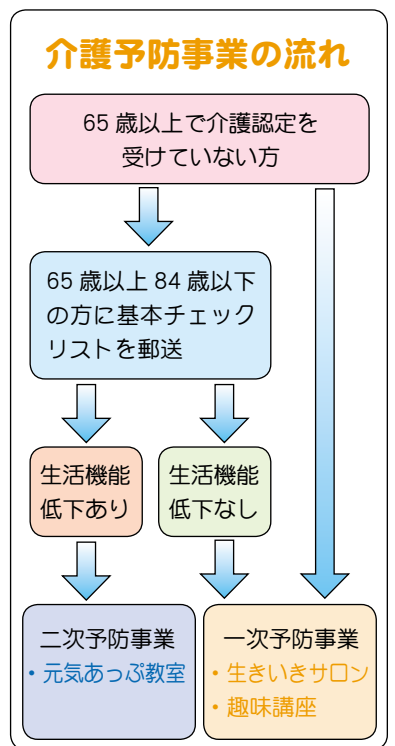 介護予防事業の流れ
65 歳以上で介護認定を
受けていない方
65 歳以上 84 歳以下
の方に基本チェック
リストを郵送
生活機能
低下あり
生活機能
低下なし
二次予防事業
・元気あっぷ教室
一次予防事業
・生きいきサロン
・趣味講座